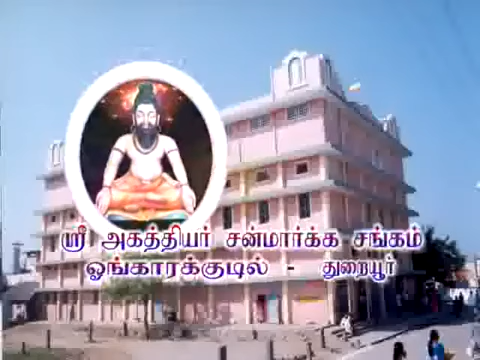 ஸ்ரீ அகத்தியர் சன்மார்க்க சங்கம்
ஓங்காரக்குடில் - துறையூர்